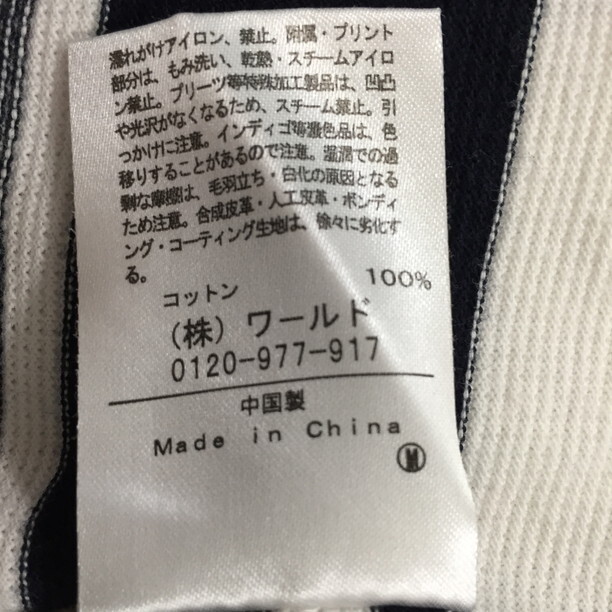 濡れがけアイロン、禁止。附属・プリント
部分は、もみ洗い、乾熱・スチームアイロ
ン禁止。プリーツ等特殊加工製品は、凹凸
や光沢がなくなるため、スチーム禁止。引
っかけに注意。インディゴ等濃色品は、色
移りすることがあるので注意。湿潤での過
剰な摩擦は、毛羽立ち・白化の原因となる
ため注意。合成皮革・人工皮革・ボンディ
ング・コーティング生地は、徐々に劣化す
る。
コットン 100%
(株) ワールド
0120-977-917
中国製
Made in China
Ⓜ